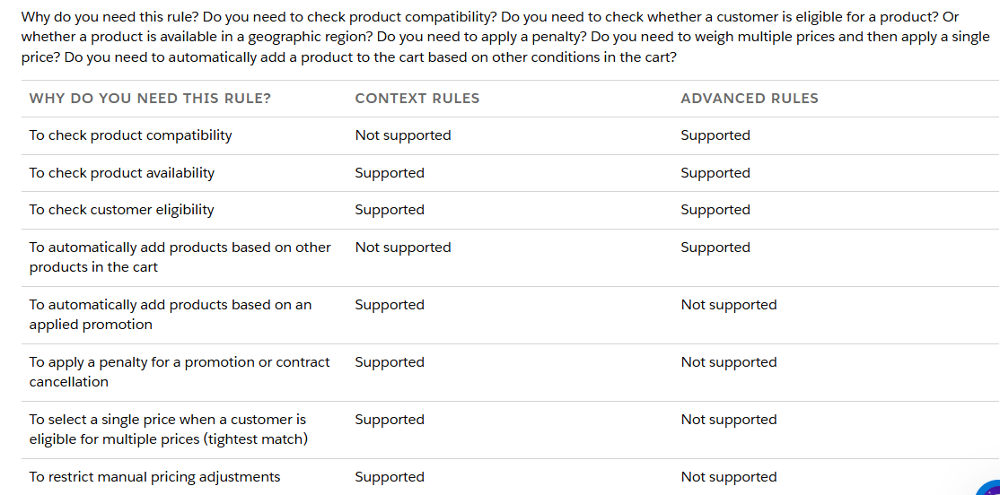 Why do you need this rule? Do you need to check product compatibility? Do you need to check whether a customer is eligible for a product? Or
whether a product is available in a geographic region? Do you need to apply a penalty? Do you need to weigh multiple prices and then apply a single
price? Do you need to automatically add a product to the cart based on other conditions in the cart?
WHY DO YOU NEED THIS RULE? CONTEXT RULES ADVANCED RULES
To check product compatibility Not supported Supported
To check product availability Supported Supported
To check customer eligibility Supported Supported
To automatically add products based on other Not supported Supported
products in the cart
To automatically add products based on an Supported Not supported
applied promotion
To apply a penalty for a promotion or contract Supported Not supported
cancellation
To select a single price when a customer is Supported Not supported
eligible for multiple prices (tightest match)
To restrict manual pricing adjustments Supported Not supported